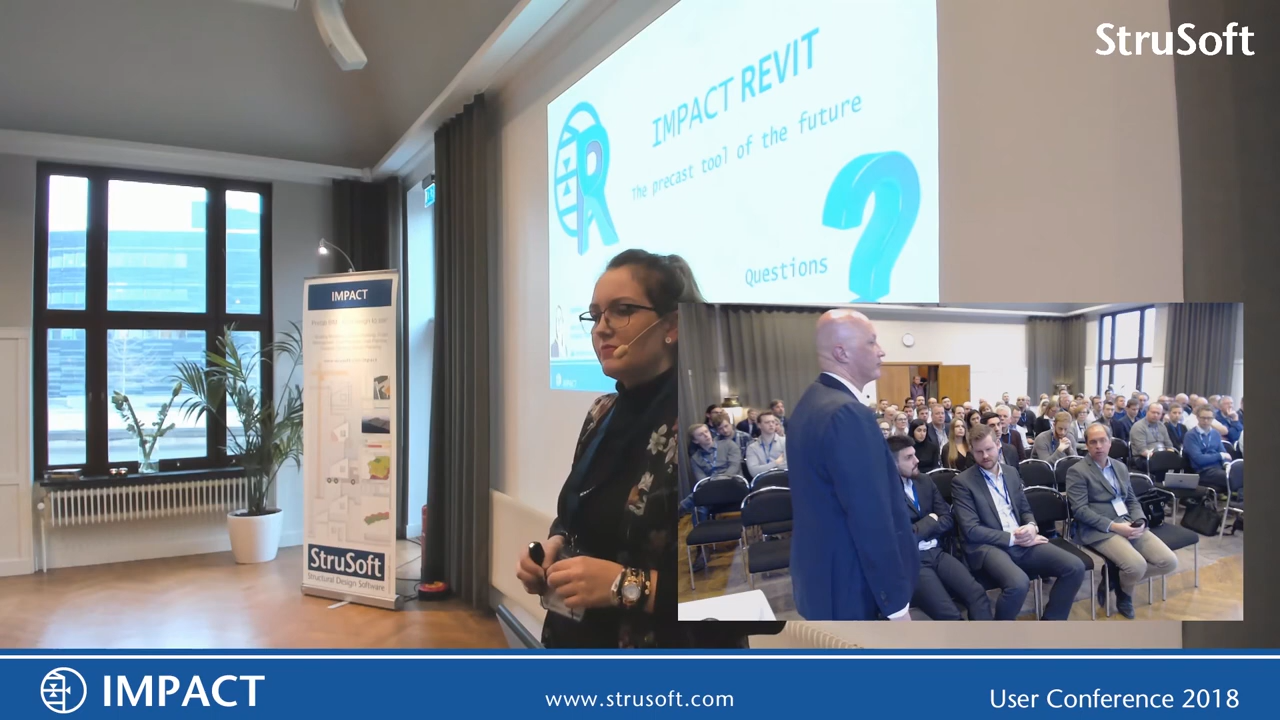 StruSoft
IMPACT REVIT
The precast tool of the future
Questions
?
IMPACT
IMPACT
StruSoft
Structural Design Software
IMPACT
www.strusoft.com
User Conference 2018